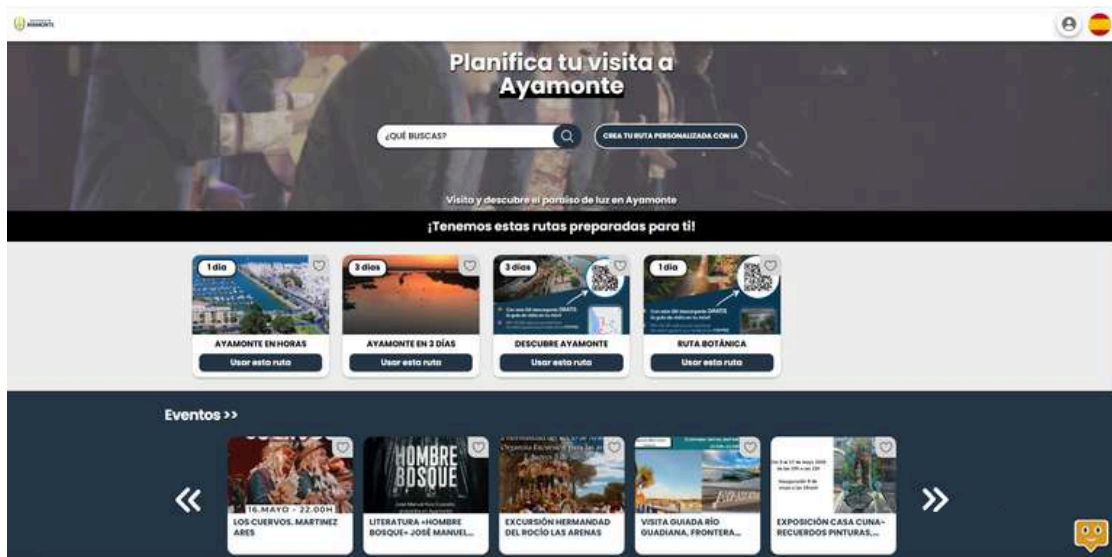 AYAMONTE
Planifica tu visita a
Ayamonte
¿QUÉ BUSCAS?
CREA TU RUTA PERSONALIZADA CON IA
Visita y descubre el paraíso de luz en Ayamonte
¡Tenemos estas rutas preparadas para ti!
1 día
3 días
3 días
1 día
AYAMONTE EN HORAS
AYAMONTE EN 3 DÍAS
DESCUBRE AYAMONTE
RUTA BOTÁNICA
Usar esta ruta
Usar esta ruta
Usar esta ruta
Usar esta ruta
Eventos >>
HOMBRE
BOSQUE
16.MAYO - 22.00H
LOS CUERVOS. MARTINEZ
ARES
LITERATURA «HOMBRE
BOSQUE» JOSÉ MANUEL...
EXCURSIÓN HERMANDAD
DEL ROCÍO LAS ARENAS
VISITA GUIADA RÍO
GUADIANA, FRONTERA...
EXPOSICIÓN CASA CUNA-
RECUERDOS PINTURAS,...